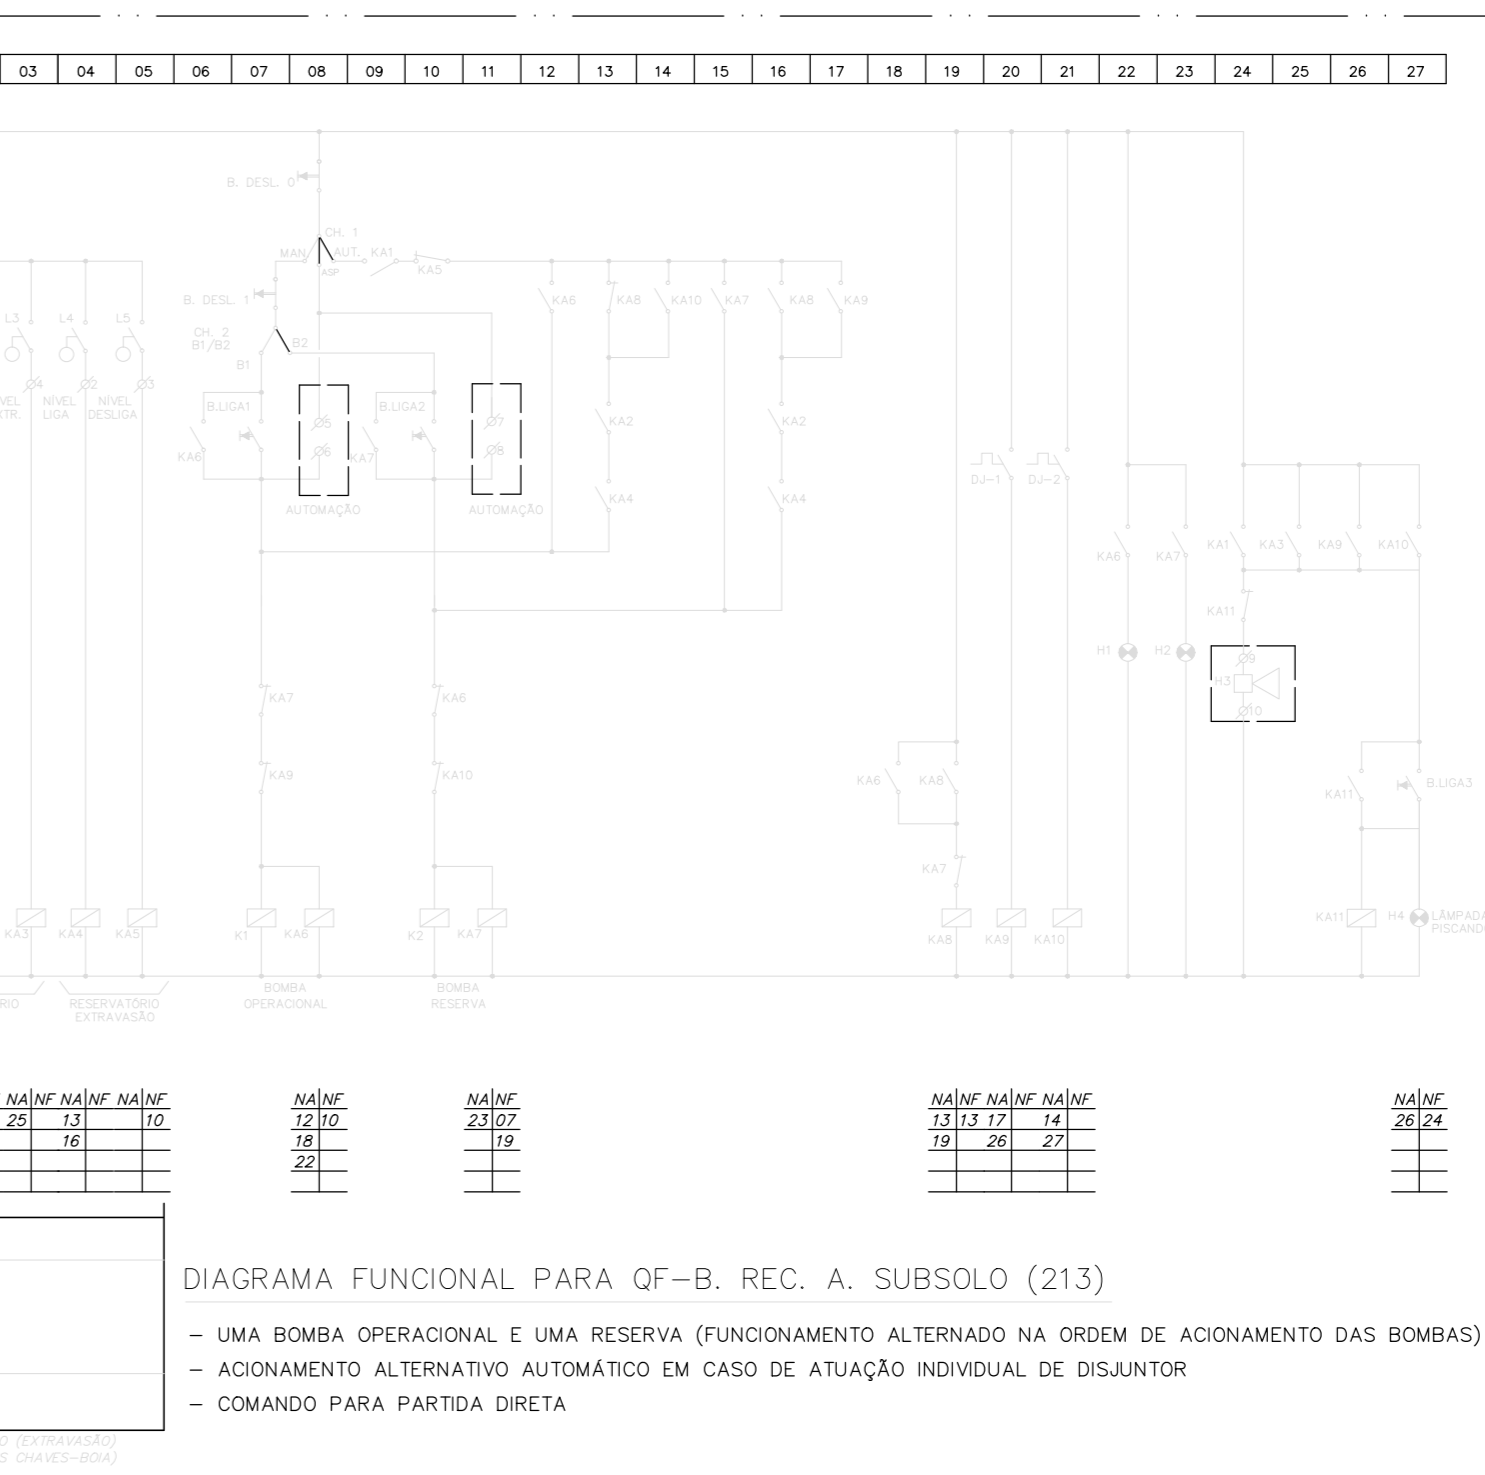 03 04 05 06 07 08 09 10 11 12 13 14 15 16 17 18 19 20 21 22 23 24 25 26 27
B. DESL. 0
CH. 1
MAN AUT. KA1
ASP KA5
B. DESL. 1
KA6 KA8 KA10 KA7 KA8 KA9
L3 L4 L5
CH. 2
B1/B2
B2
B1
Ø4 Ø2 Ø3
NÍVEL NÍVEL
LIGA DESLIGA
B.LIGA1 B.LIGA2
Ø5 Ø7
KA2 KA2
KA6 Ø6 KA7 Ø8
DJ-1 DJ-2
KA4 KA4
AUTOMAÇÃO AUTOMAÇÃO
KA6 KA7 KA1 KA3 KA9 KA10
KA11
H1 H2
Ø9
H3
Ø10
KA7 KA6
KA9 KA10
KA6 KA8 KA11 B.LIGA3
KA7
KA3 KA4 KA5 K1 KA6 K2 KA7 KA8 KA9 KA10 KA11 H4 LÂMPADA
BOMBA BOMBA
OPERACIONAL RESERVA
RESERVATÓRIO
EXTRAVASÃO
NA NF NA NF NA NF NA NF NA NF NA NF NA NF NA NF NA NF
25 13 10 12 10 23 07 13 13 17 14 26 24
16 18 19 19 26 27
22
DIAGRAMA FUNCIONAL PARA QF-B. REC. A. SUBSOLO (213)
- UMA BOMBA OPERACIONAL E UMA RESERVA (FUNCIONAMENTO ALTERNADO NA ORDEM DE ACIONAMENTO DAS BOMBAS)
- ACIONAMENTO ALTERNATIVO AUTOMÁTICO EM CASO DE ATUAÇÃO INDIVIDUAL DE DISJUNTOR
- COMANDO PARA PARTIDA DIRETA
(EXTRAVASÃO)
CHAVES-BOIA)